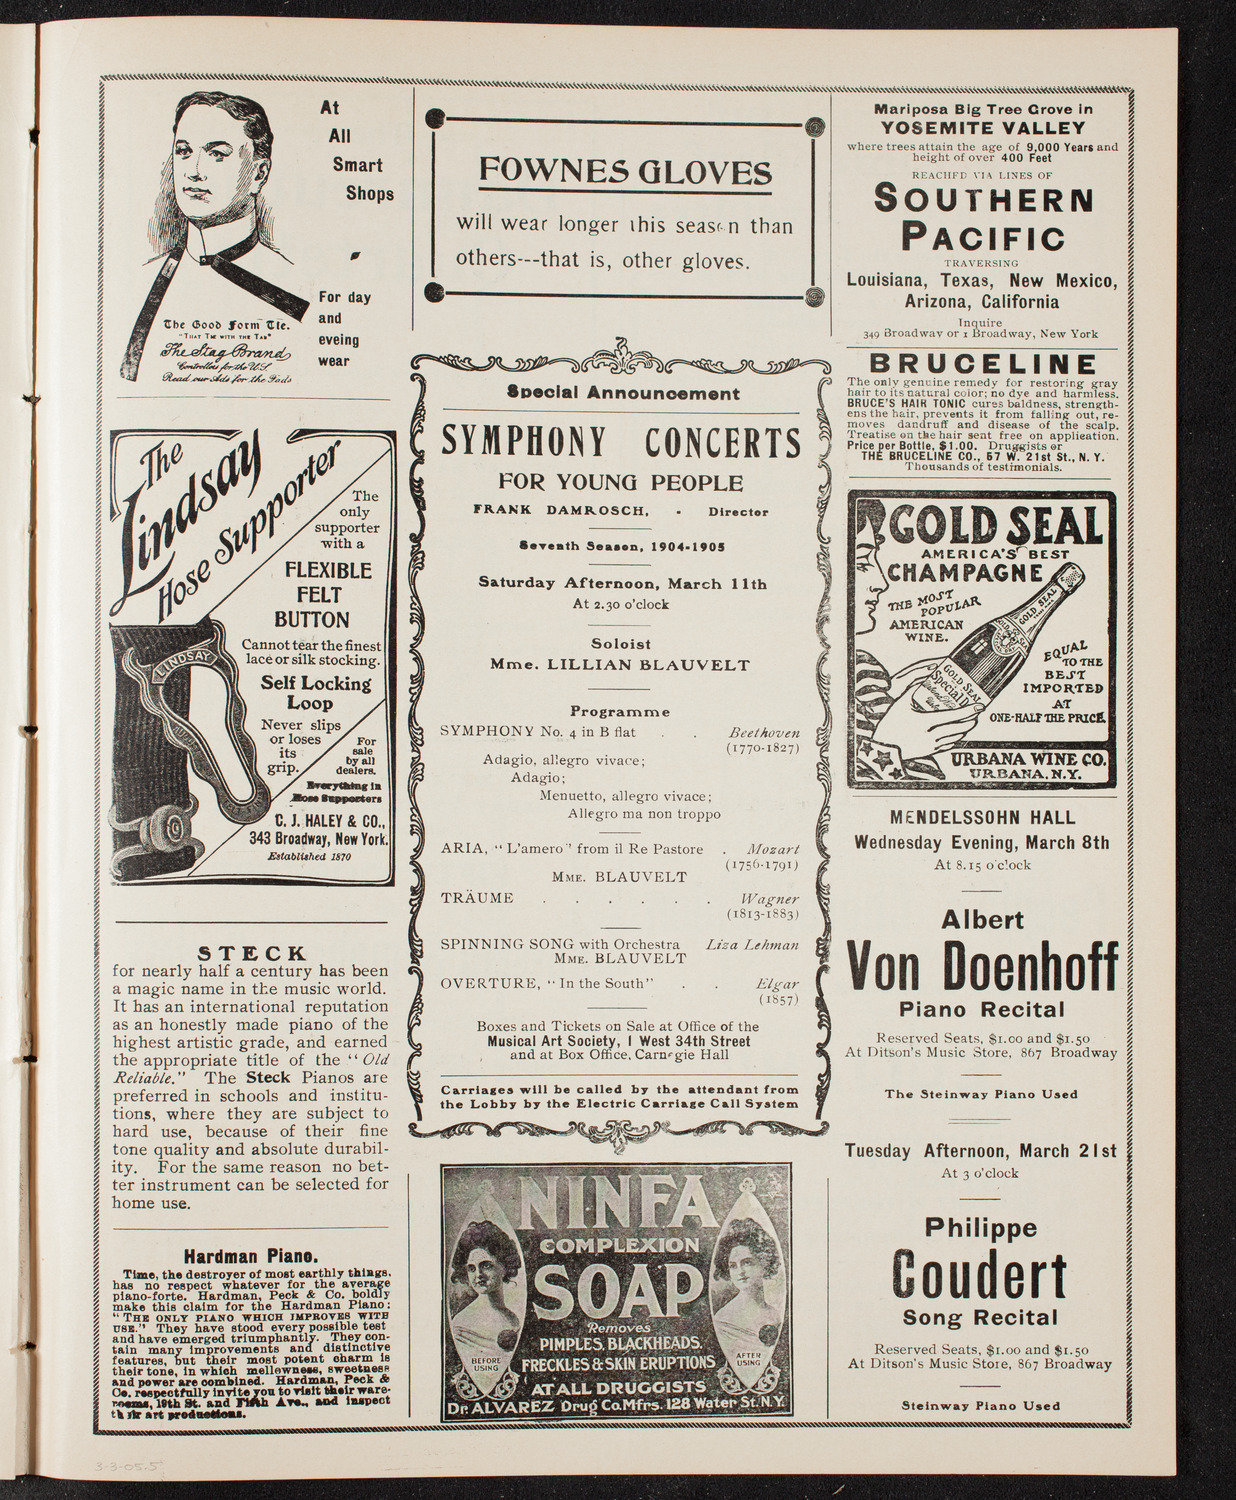 At
All
Smart
Shops
For day
and
eveing
wear
The Good Form Tie.
"THAT TIE WITH THE TAB"
The Stag Brand
Controllers for the U.S.
Read our Ads for the Fads
The
Lindsay
Hose Supporter
The
only
supporter
with a
FLEXIBLE
FELT
BUTTON
Cannot tear the finest
lace or silk stocking.
Self Locking
Loop
Never slips
or loses
its
grip.
For
sale
by all
dealers.
Everything in
Hose Supporters
C. J. HALEY & CO.,
343 Broadway, New York.
Established 1870
LINDSAY
STECK
for nearly half a century has been
a magic name in the music world.
It has an international reputation
as an honestly made piano of the
highest artistic grade, and earned
the appropriate title of the "Old
Reliable." The Steck Pianos are
preferred in schools and institu-
tions, where they are subject to
hard use, because of their fine
tone quality and absolute durabil-
ity. For the same reason no bet-
ter instrument can be selected for
home use.
Hardman Piano.
Time, the destroyer of most earthly things,
has no respect whatever for the average
piano-forte. Hardman, Peck & Co. boldly
make this claim for the Hardman Piano:
"THE ONLY PIANO WHICH IMPROVES WITH
USE." They have stood every possible test
and have emerged triumphantly. They con-
tain many improvements and distinctive
features, but their most potent charm is
their tone, in which mellowness, sweetness
and power are combined. Hardman, Peck &
Co. respectfully invite you to visit their ware-
rooms, 19th St. and Fifth Ave., and inspect
their art productions.
FOWNES GLOVES
will wear longer this season than
others---that is, other gloves.
Special Announcement
SYMPHONY CONCERTS
FOR YOUNG PEOPLE
FRANK DAMROSCH, - Director
Seventh Season, 1904-1905
Saturday Afternoon, March 11th
At 2.30 o'clock
Soloist
Mme. LILLIAN BLAUVELT
Programme
SYMPHONY No. 4 in B flat . . Beethoven
(1770-1827)
Adagio, allegro vivace;
Adagio;
Menuetto, allegro vivace;
Allegro ma non troppo
ARIA, "L'amero" from il Re Pastore . Mozart
(1756-1791)
MME. BLAUVELT
TRÄUME . . . . . . Wagner
(1813-1883)
SPINNING SONG with Orchestra Liza Lehman
MME. BLAUVELT
OVERTURE, "In the South" . . Elgar
(1857)
Boxes and Tickets on Sale at Office of the
Musical Art Society, 1 West 34th Street
and at Box Office, Carnegie Hall
Carriages will be called by the attendant from
the Lobby by the Electric Carriage Call System
NINFA
COMPLEXION
SOAP
Removes
PIMPLES, BLACKHEADS,
FRECKLES & SKIN ERUPTIONS
BEFORE
USING
AFTER
USING
AT ALL DRUGGISTS
Dr. ALVAREZ Drug Co. Mfrs. 128 Water St. N.Y.
Mariposa Big Tree Grove in
YOSEMITE VALLEY
where trees attain the age of 9,000 Years and
height of over 400 Feet
REACHED VIA LINES OF
SOUTHERN
PACIFIC
TRAVERSING
Louisiana, Texas, New Mexico,
Arizona, California
Inquire
349 Broadway or 1 Broadway, New York
BRUCELINE
The only genuine remedy for restoring gray
hair to its natural color; no dye and harmless.
BRUCE'S HAIR TONIC cures baldness, strength-
ens the hair, prevents it from falling out, re-
moves dandruff and disease of the scalp.
Treatise on the hair sent free on application.
Price per Bottle, $1.00. Druggists or
THE BRUCELINE CO., 57 W. 21st St., N. Y.
Thousands of testimonials.
GOLD SEAL
AMERICA'S BEST
CHAMPAGNE
THE MOST
POPULAR
AMERICAN
WINE.
GOLD SEAL
GOLD SEAL
Special D
EQUAL
TO THE
BEST
IMPORTED
AT
ONE-HALF THE PRICE
URBANA WINE CO.
URBANA, N.Y.
MENDELSSOHN HALL
Wednesday Evening, March 8th
At 8.15 o'clock
Albert
Von Doenhoff
Piano Recital
Reserved Seats, $1.00 and $1.50
At Ditson's Music Store, 867 Broadway
The Steinway Piano Used
Tuesday Afternoon, March 21st
At 3 o'clock
Philippe
Coudert
Song Recital
Reserved Seats, $1.00 and $1.50
At Ditson's Music Store, 867 Broadway
Steinway Piano Used
3-3-05.5